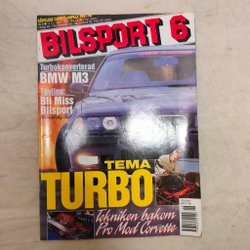 BILSPORT 6
Turbokonverterad
BMW M3
Tävling:
Bli Miss
Bilsport
TEMA
TURBO
Tekniken bakom
Pro Mod Corvette